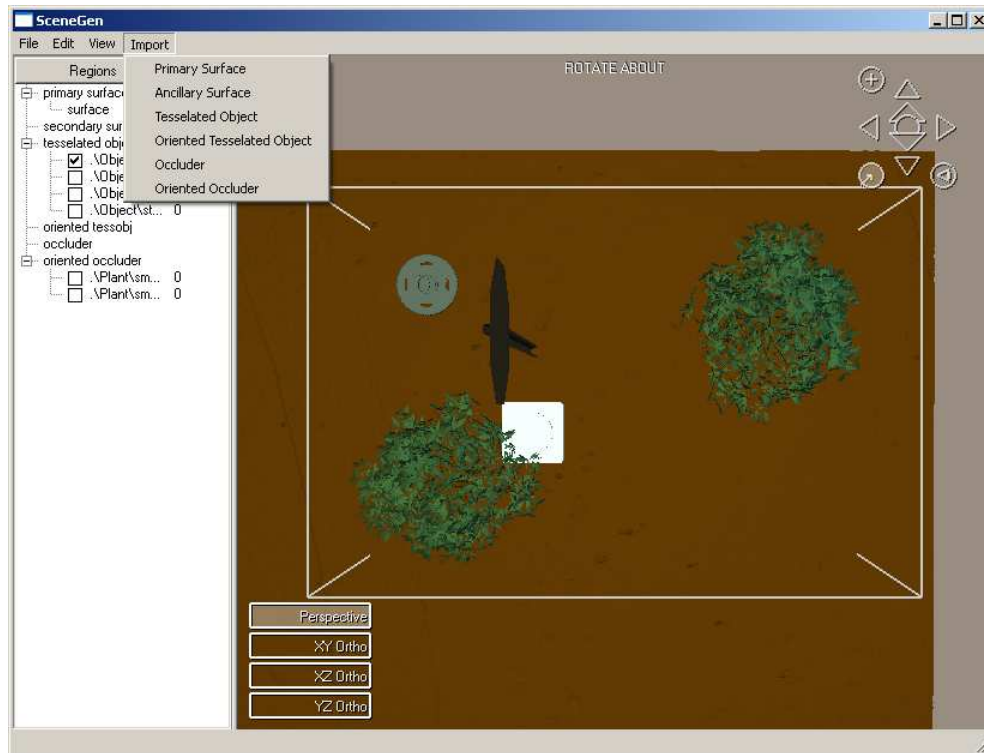 SceneGen
File Edit View Import
Regions
Primary Surface
Ancillary Surface
Tesselated Object
Oriented Tesselated Object
Occluder
Oriented Occluder
ROTATE ABOUT
primary surface
surface
secondary sur
tesselated obj
.\Obje
.\Obje
.\Obje
.\Object\st... 0
oriented tessobj
occluder
oriented occluder
.\Plant\sm... 0
.\Plant\sm... 0
Perspective
XY Ortho
XZ Ortho
YZ Ortho